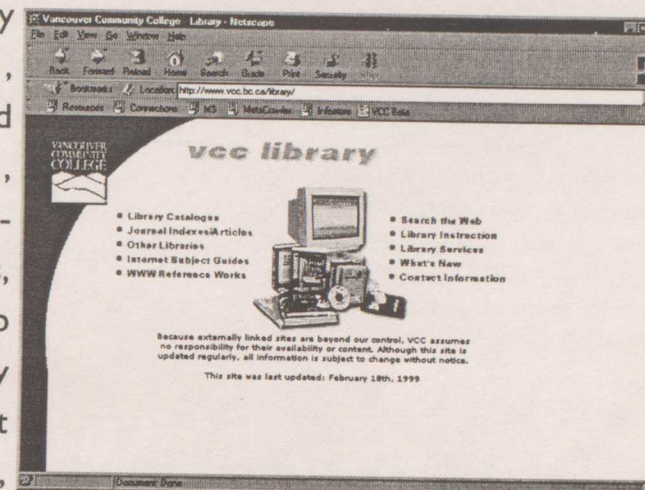 Vancouver Community College - Library - Netscape
File Edit View Go Window Help
Back Forward Reload Home Search Guide Print Security
Bookmarks Location: http://www.vcc.bc.ca/library/
Resources Connections MS MetaCrawler Infomine VCC Beta
VANCOUVER
COMMUNITY
COLLEGE
vcc library
Library Catalogue
Journal Indexes/Articles
Other Libraries
Internet Subject Guides
WWW Reference Works
Search the Web
Library Instruction
Library Services
What's New
Contact Information
Because externally linked sites are beyond our control, VCC assumes
no responsibility for their availability or content. Although this site is
updated regularly, all information is subject to change without notice.
This site was last updated: February 18th, 1999
Document: Done